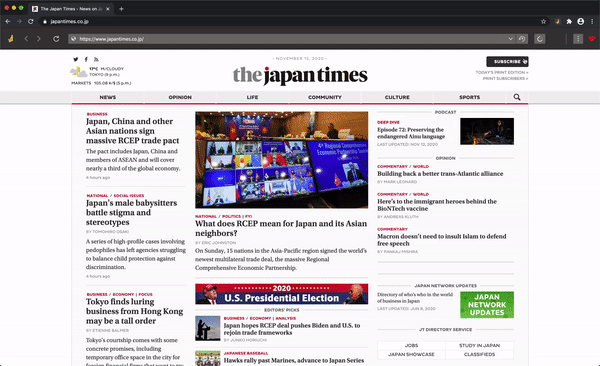 The Japan Times - News on Ja
japantimes.co.jp
https://www.japantimes.co.jp/
- NOVEMBER 15, 2020 -
the japan times
17°C M/CLOUDY
TOKYO (9 p.m.)
MARKETS 105.08 ¥/$ (5 p.m.)
SUBSCRIBE
TODAY'S PRINT EDITION
PRINT SUBSCRIBERS
NEWS
OPINION
LIFE
COMMUNITY
CULTURE
SPORTS
BUSINESS
Japan, China and other
Asian nations sign
massive RCEP trade pact
The pact includes Japan, China and
members of ASEAN and will cover
nearly a third of the global economy.
4 hours ago
NATIONAL / SOCIAL ISSUES
Japan's male babysitters
battle stigma and
stereotypes
BY TOMOHIRO OSAKI
A series of high-profile cases involving
pedophiles has left agencies struggling
to balance child protection against
discrimination.
4 hours ago
BUSINESS / ECONOMY | FOCUS
Tokyo finds luring
business from Hong Kong
may be a tall order
BY ETIENNE BALMER
Tokyo's courtship comes with some
concrete promises, including
temporary office space in the city for
4th Regional Comprehensive
Economic Partnership
NATIONAL / POLITICS | FYI
What does RCEP mean for Japan and its Asian
neighbors?
BY ERIC JOHNSTON
On Sunday, 15 nations in the Asia-Pacific region signed the world's
newest multilateral trade deal, the massive Regional
Comprehensive Economic Partnership.
2020
U.S. Presidential Election
EDITORS' PICKS
BUSINESS / ECONOMY | ANALYSIS
Japan hopes RCEP deal pushes Biden and U.S. to
rejoin trade frameworks
BY JUNKO HORIUCHI
JAPANESE BASEBALL
Hawks rally past Marines, advance to Japan Series
PODCAST
DEEP DIVE
Episode 72: Preserving the
endangered Ainu language
LAST UPDATED: NOV 12, 2020
OPINION
COMMENTARY / WORLD
Building back a better trans-Atlantic alliance
BY MARK LEONARD
COMMENTARY / WORLD
Here's to the immigrant heroes behind the
BioNTech vaccine
BY ANDREAS KLUTH
COMMENTARY
Macron doesn't need to insult Islam to defend
free speech
BY PANKAJ MISHRA
JAPAN NETWORK UPDATES
Directory of who's who in the world
of business in Japan
LAST UPDATED: JUN 8, 2020
JAPAN
NETWORK
UPDATES
JT DIRECTORY SERVICE
JOBS
STUDY IN JAPAN
JAPAN SHOWCASE
CLASSIFIEDS